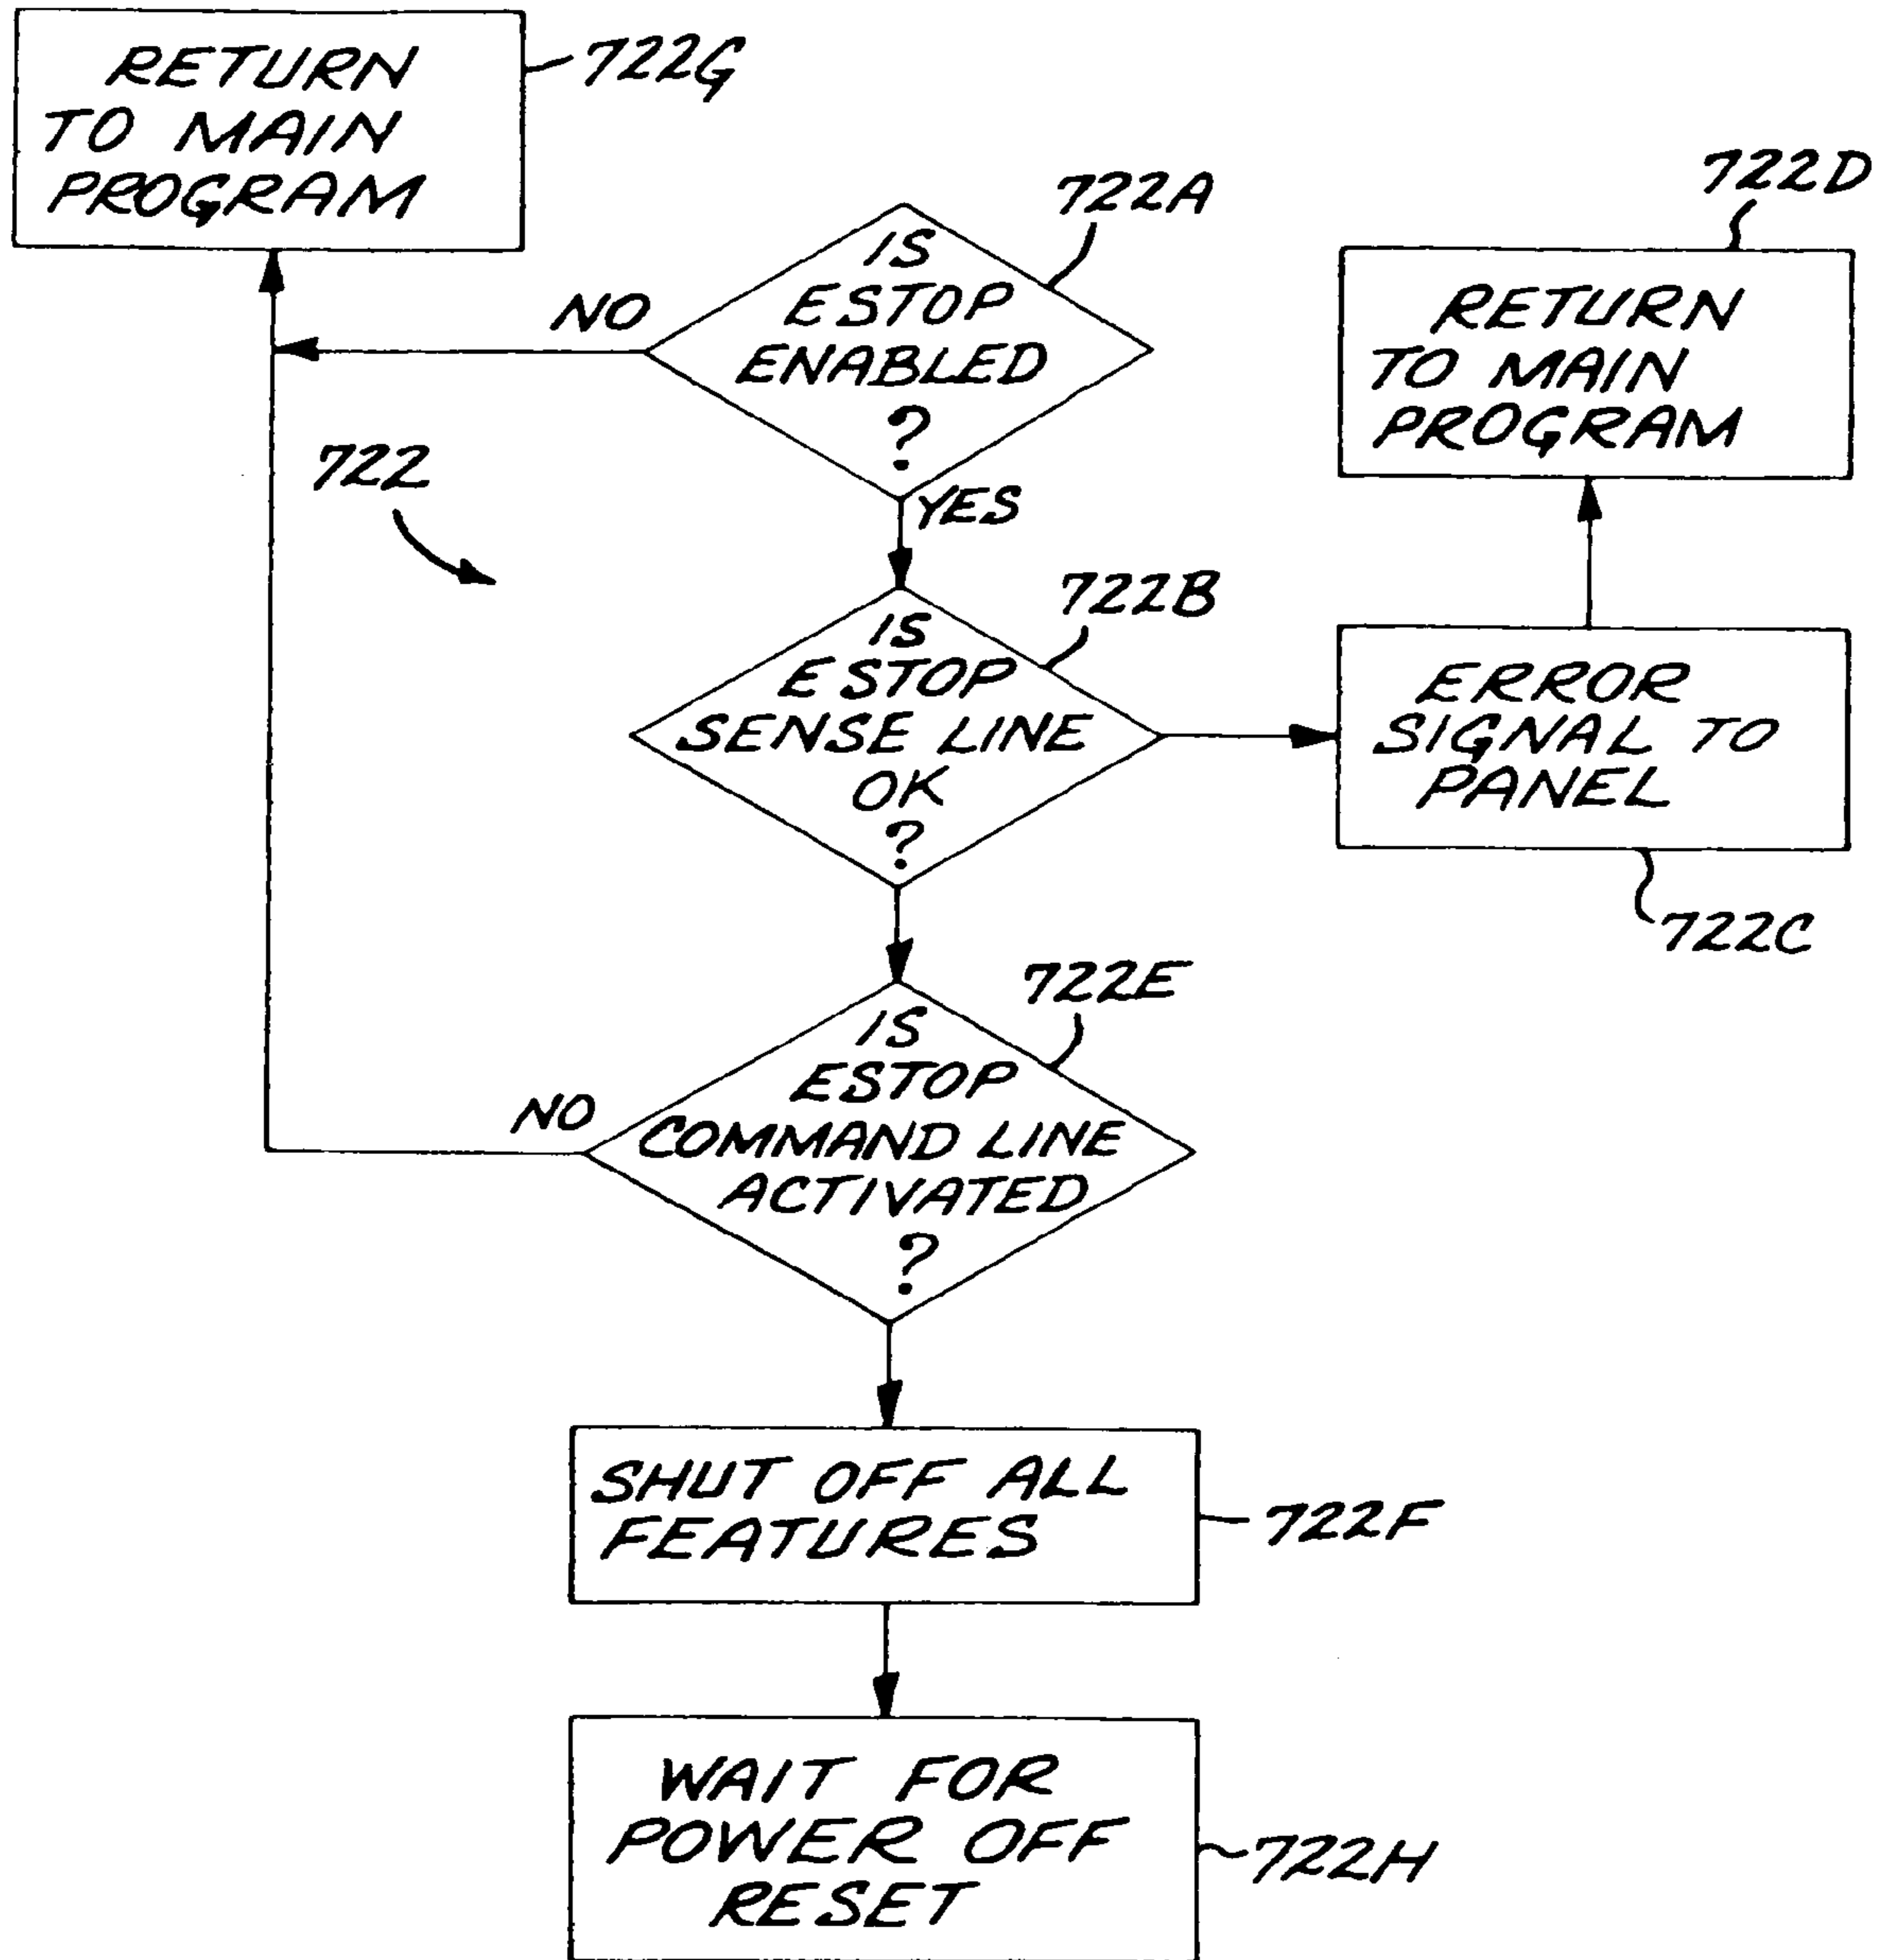 RETURN
TO MAIN
PROGRAM
722G
IS
ESTOP
ENABLED
?
722A
NO
YES
722
722D
RETURN
TO MAIN
PROGRAM
IS
ESTOP
SENSE LINE
OK
?
722B
ERROR
SIGNAL TO
PANEL
722C
IS
ESTOP
COMMAND LINE
ACTIVATED
?
722E
NO
SHUT OFF ALL
FEATURES
722F
WAIT FOR
POWER OFF
RESET
722H